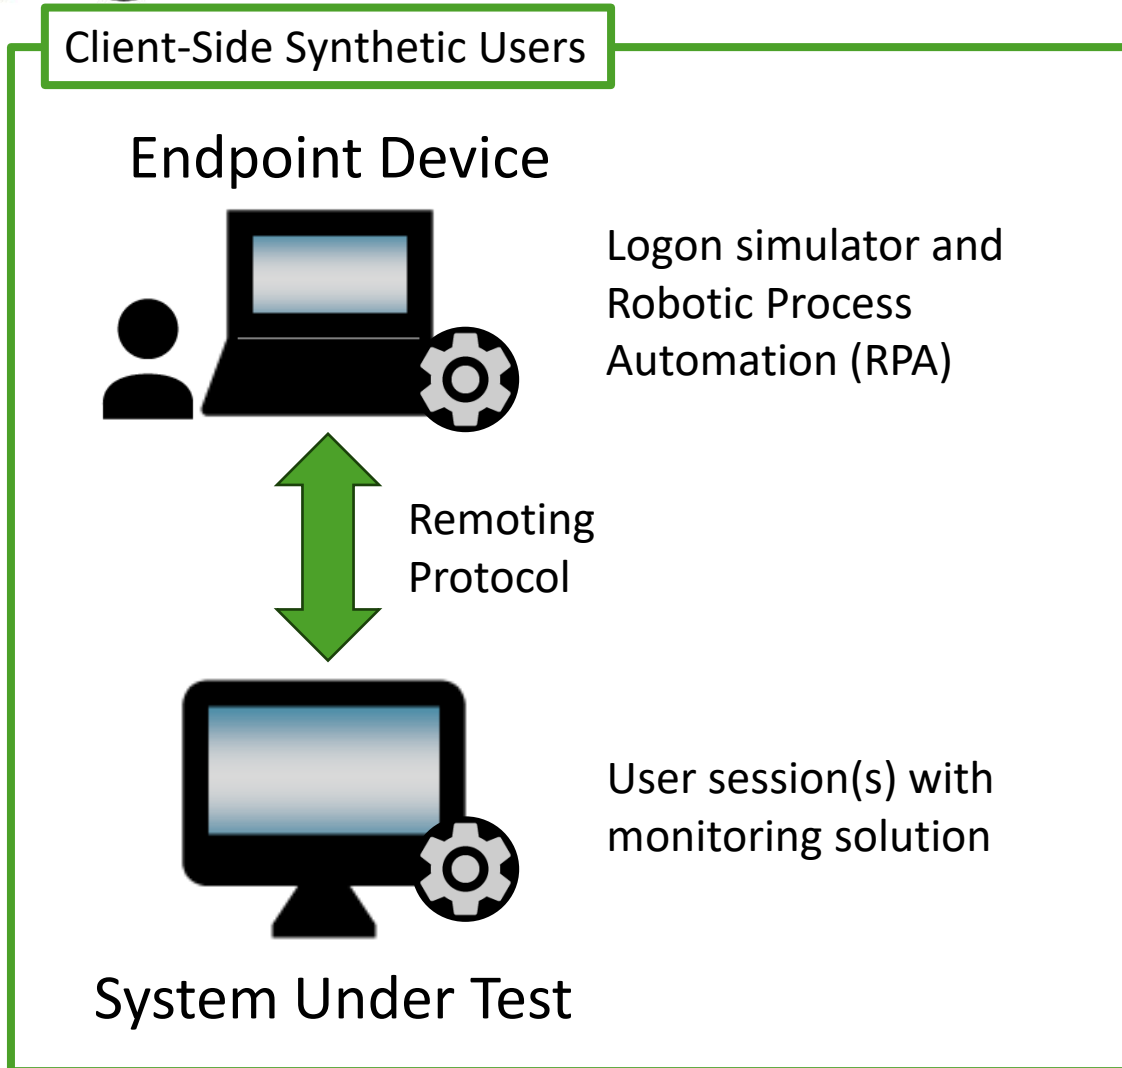 Client-Side Synthetic Users
Endpoint Device
Logon simulator and
Robotic Process
Automation (RPA)
Remoting
Protocol
User session(s) with
monitoring solution
System Under Test